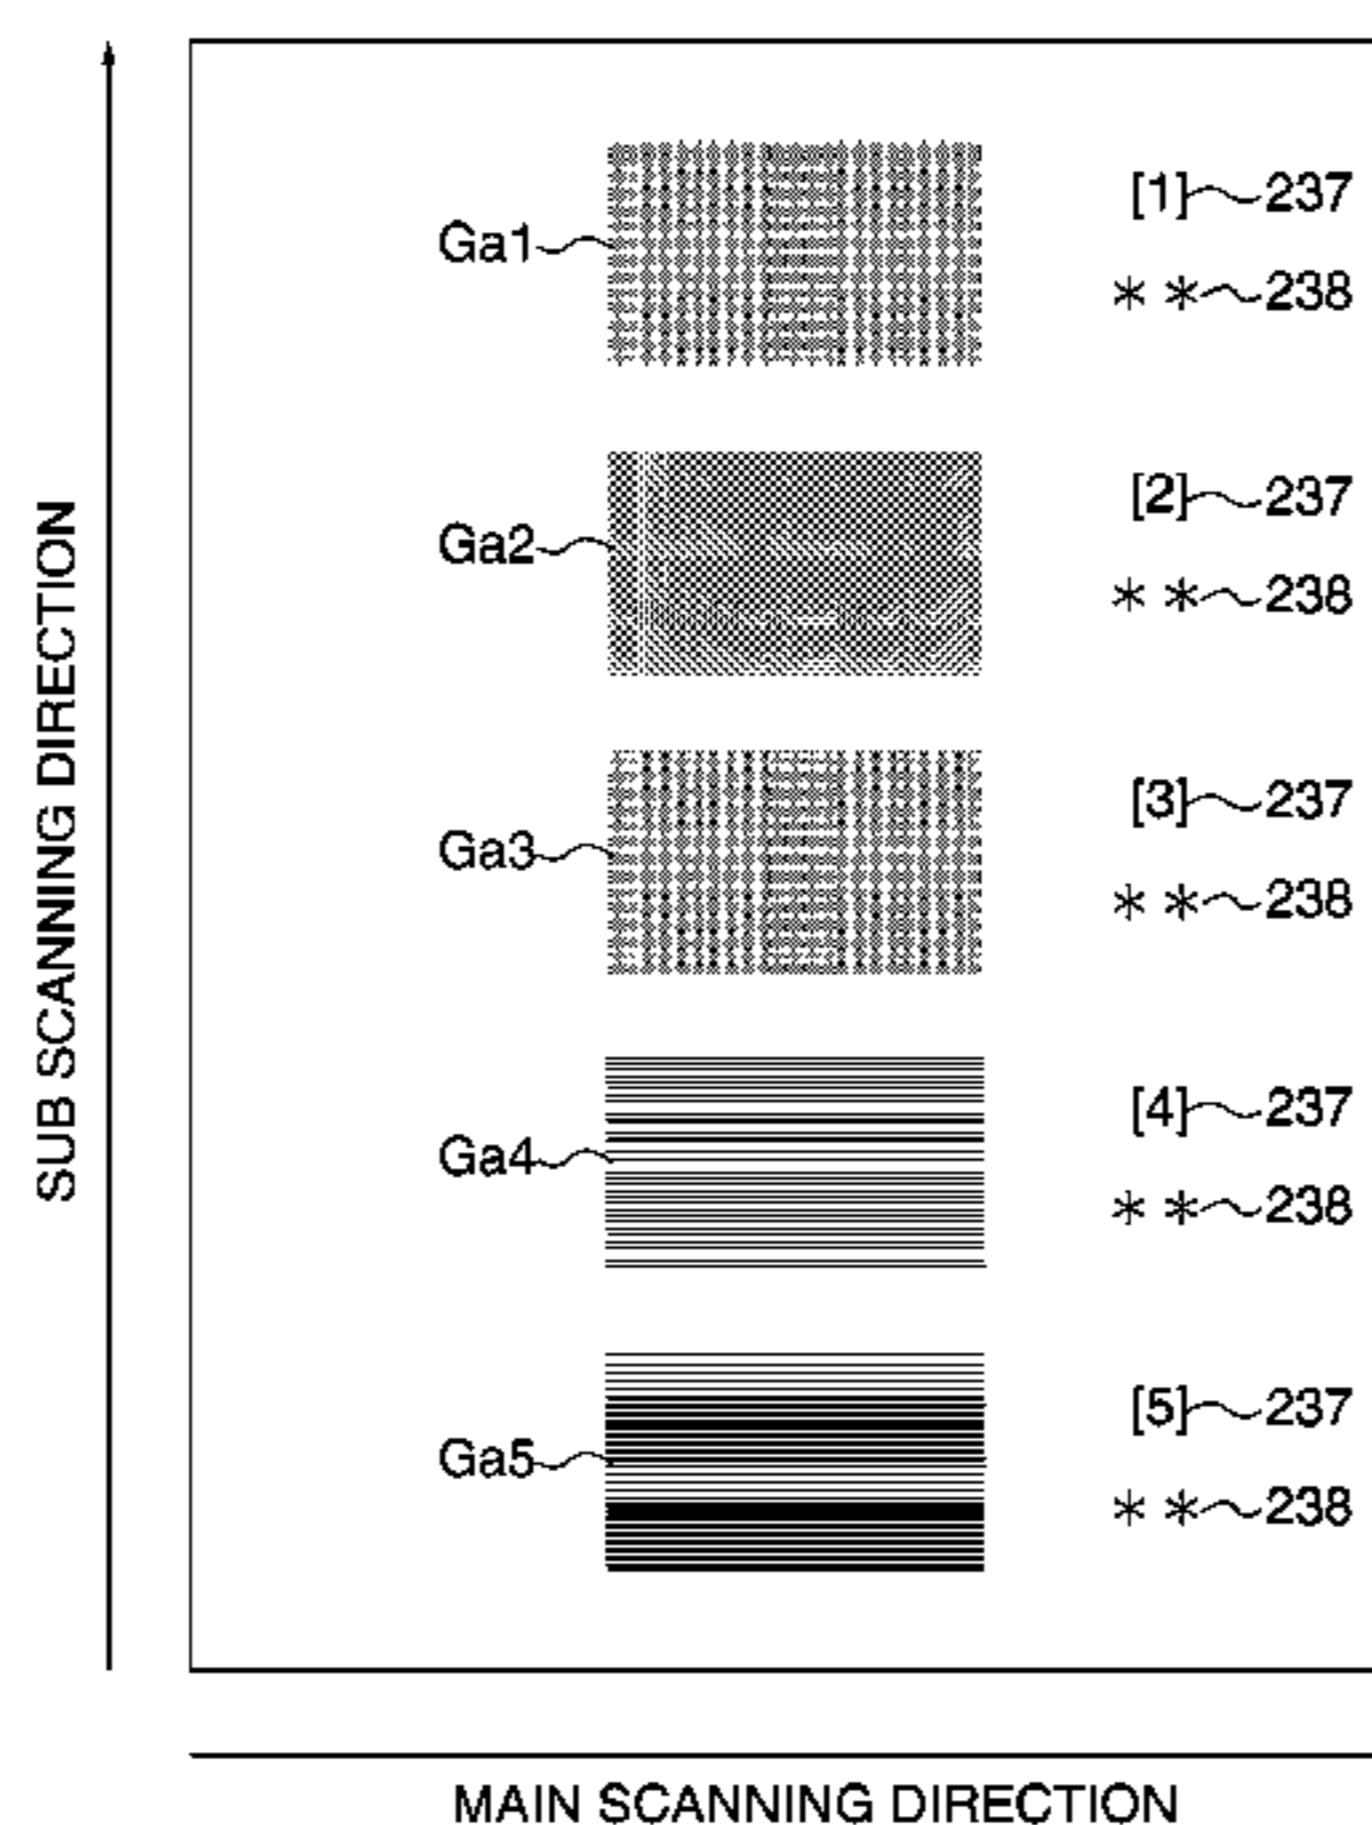 SUB SCANNING DIRECTION
Ga1
[1] 237
* * 238
Ga2
[2] 237
* * 238
Ga3
[3] 237
* * 238
Ga4
[4] 237
* * 238
Ga5
[5] 237
* * 238
MAIN SCANNING DIRECTION